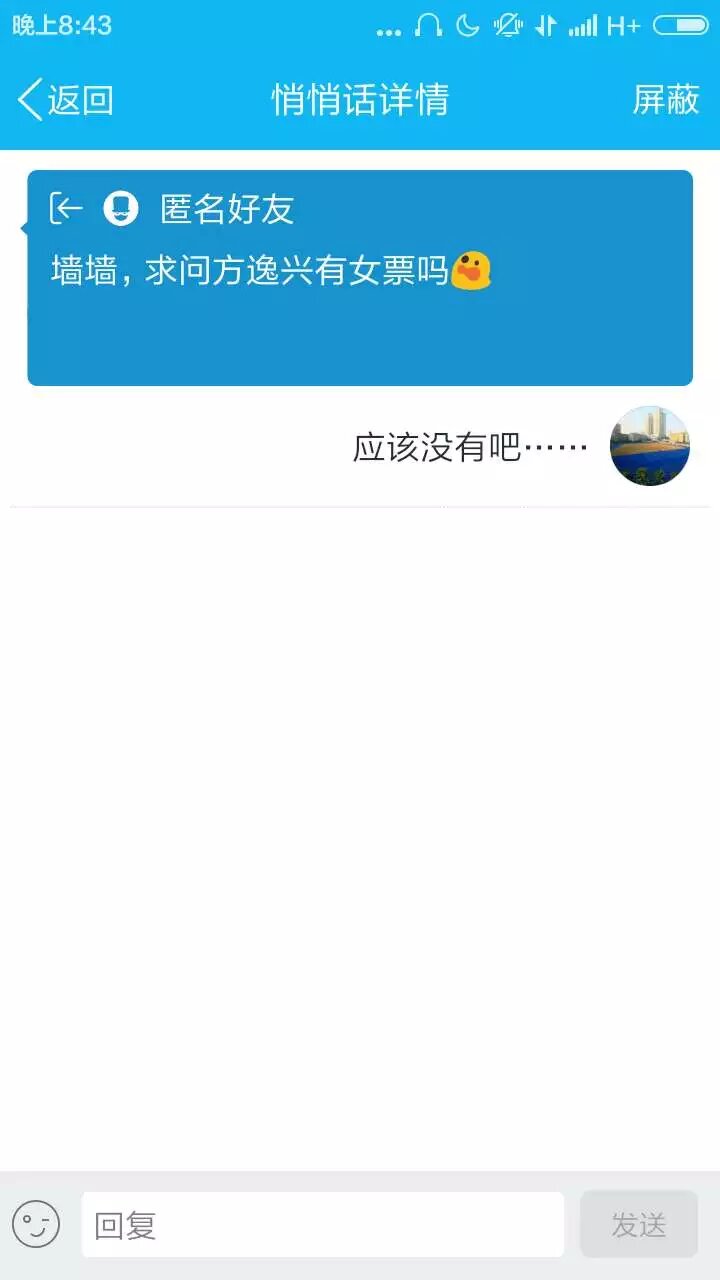 晚上8:43
... H+
返回 悄悄话详情 屏蔽
匿名好友
墙墙，求问方逸兴有女票吗
应该没有吧……
回复 发送